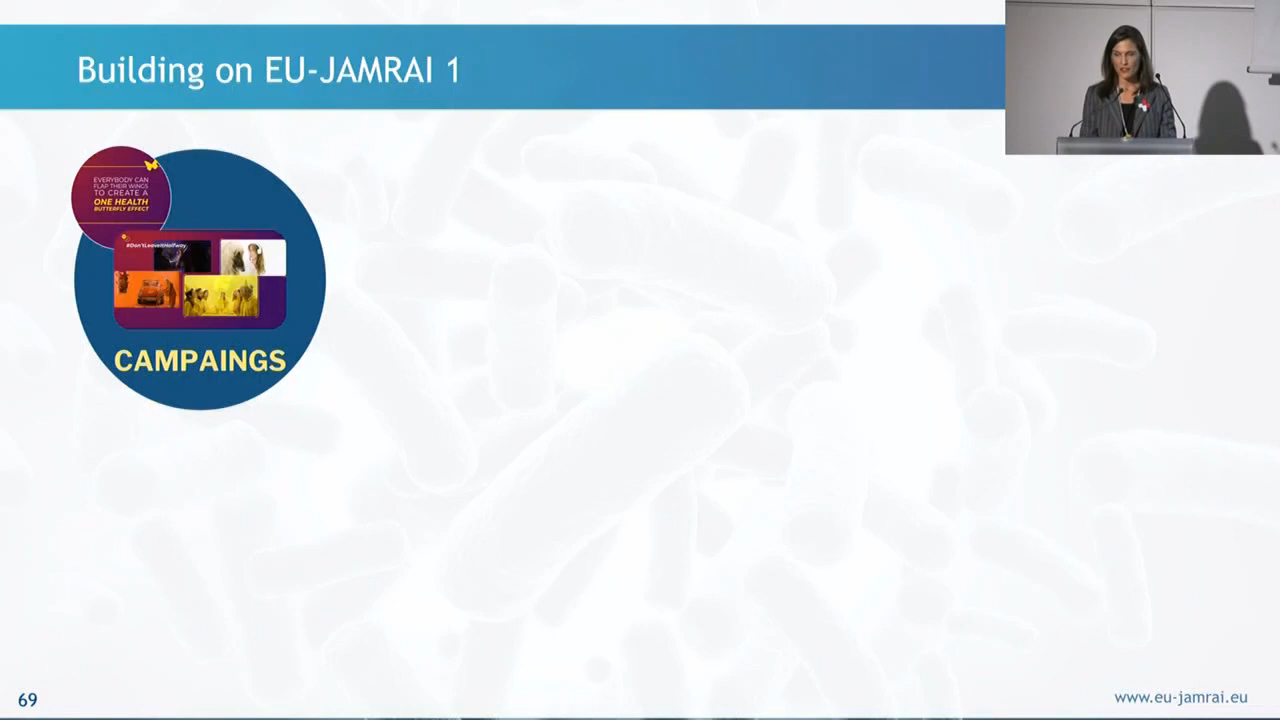 Building on EU-JAMRAI 1
EVERYBODY CAN
FLAP THEIR WINGS
TO CREATE A
ONE HEALTH
BUTTERFLY EFFECT
#Don'tLeaveItHalfway
CAMPAINGS
69
www.eu-jamrai.eu